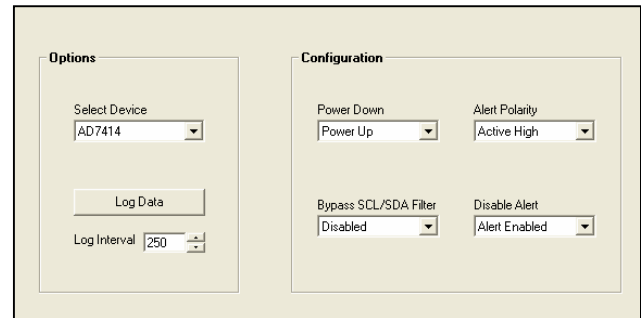 Options
Select Device
AD7414
Log Data
Log Interval 250
Configuration
Power Down
Power Up
Alert Polarity
Active High
Bypass SCL/SDA Filter
Disabled
Disable Alert
Alert Enabled